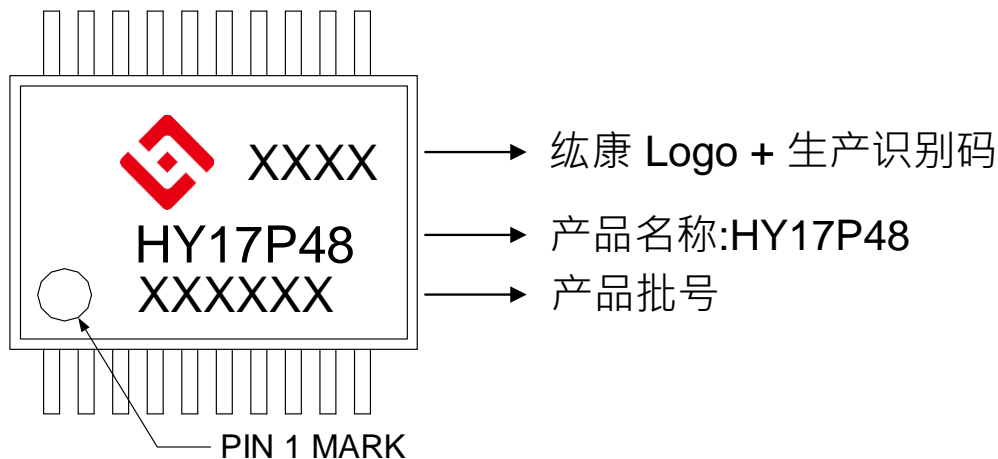 XXXX
纮康 Logo + 生产识别码
HY17P48
产品名称:HY17P48
XXXXXX
产品批号
PIN 1 MARK